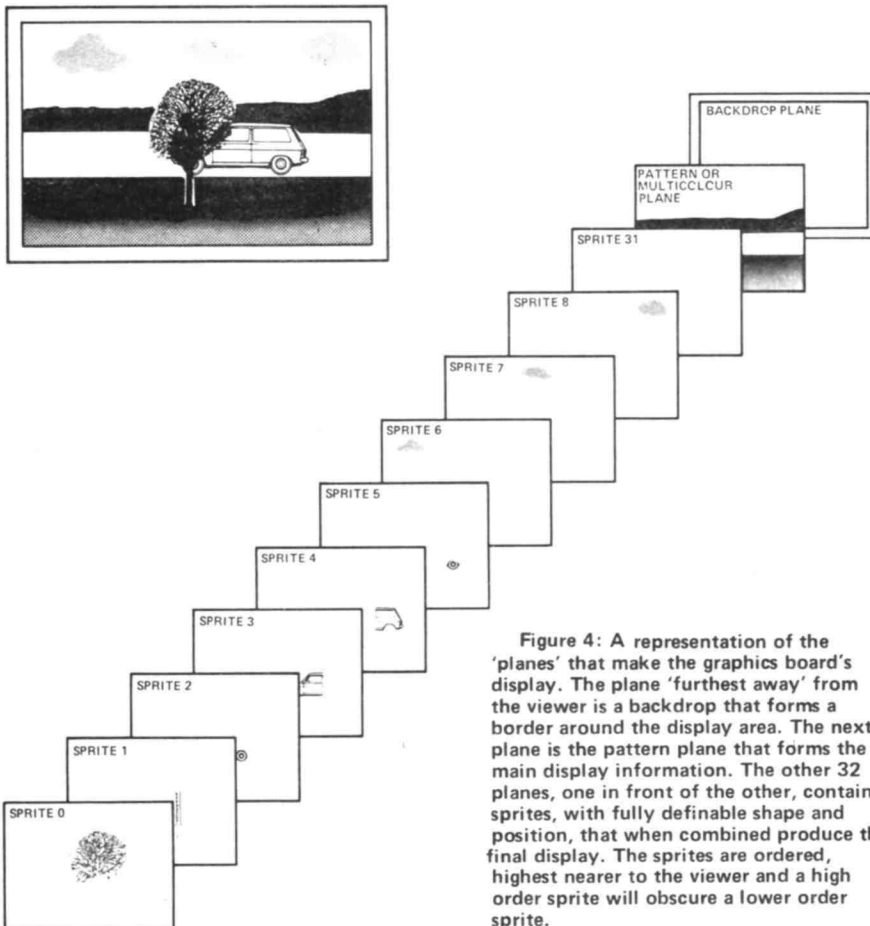 BACKDROP PLANE
PATTERN OR
MULTICOLOUR
PLANE
SPRITE 31
SPRITE 8
SPRITE 7
SPRITE 6
SPRITE 5
SPRITE 4
SPRITE 3
SPRITE 2
SPRITE 1
SPRITE 0
Figure 4: A representation of the
'planes' that make the graphics board's
display. The plane 'furthest away' from
the viewer is a backdrop that forms a
border around the display area. The next
plane is the pattern plane that forms the
main display information. The other 32
planes, one in front of the other, contain
sprites, with fully definable shape and
position, that when combined produce
final display. The sprites are ordered,
highest nearer to the viewer and a high
order sprite will obscure a lower order
sprite.